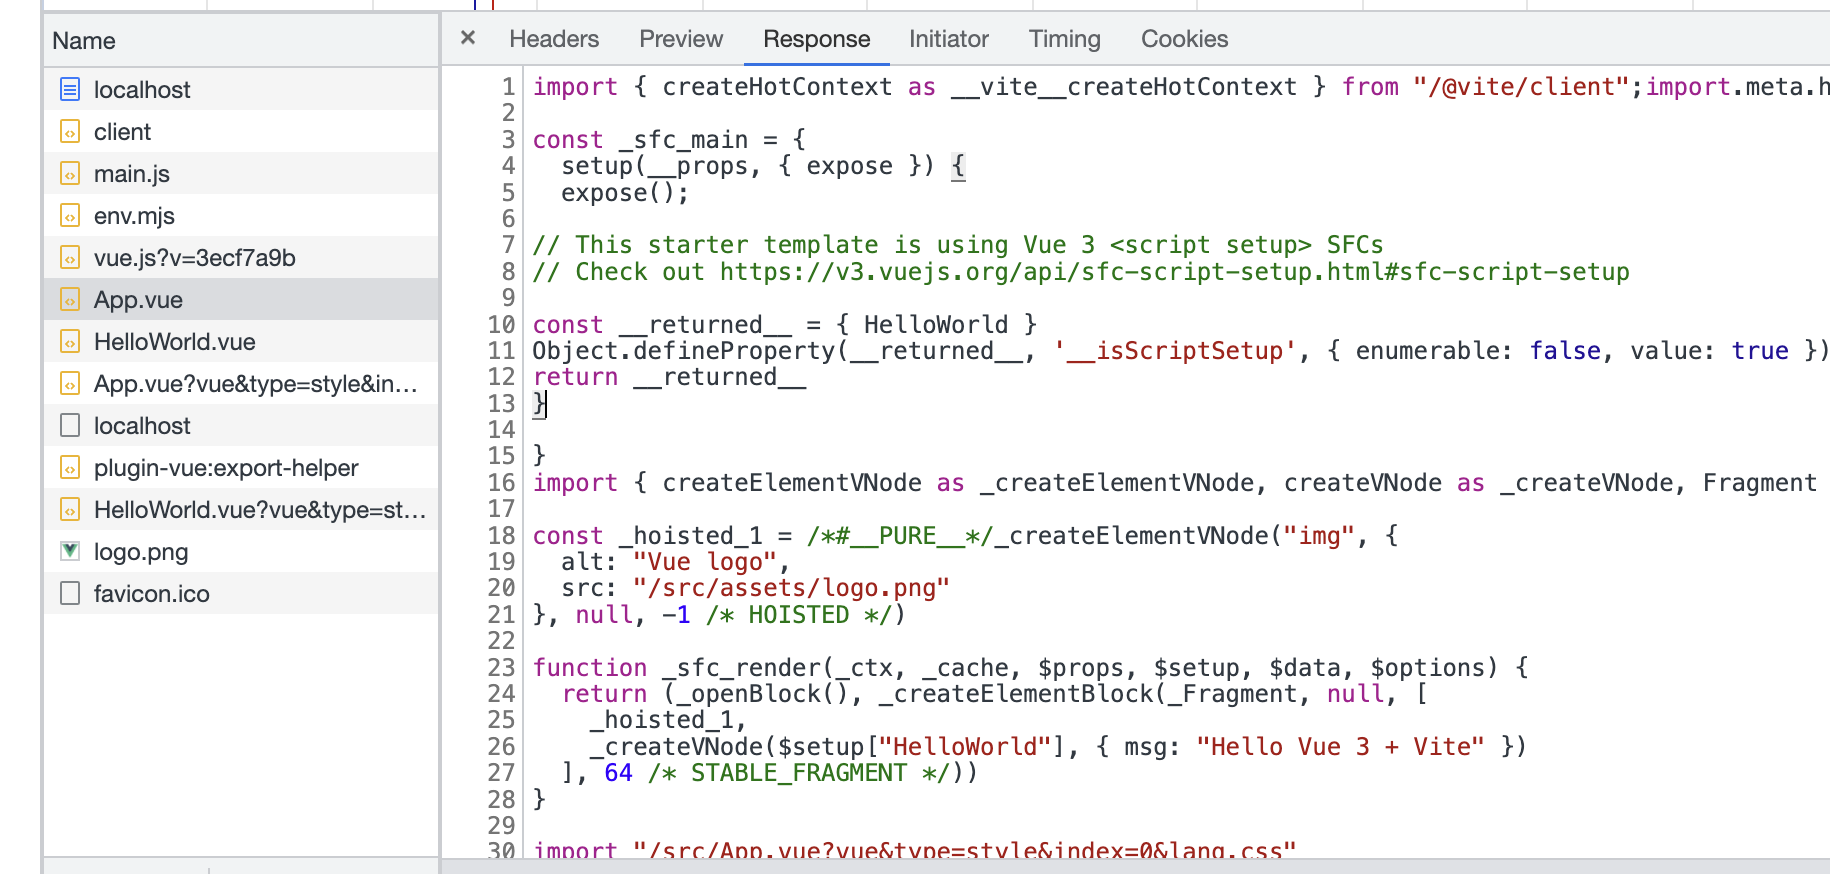 Name
localhost
client
main.js
env.mjs
vue.js?v=3ecf7a9b
App.vue
HelloWorld.vue
App.vue?vue&type=style&in…
localhost
plugin-vue:export-helper
HelloWorld.vue?vue&type=st…
logo.png
favicon.ico
× Headers Preview Response Initiator Timing Cookies
1 import { createHotContext as __vite__createHotContext } from "/@vite/client";import.meta.h
2
3 const _sfc_main = {
4   setup(__props, { expose }) {
5   expose();
6
7 // This starter template is using Vue 3 <script setup> SFCs
8 // Check out https://v3.vuejs.org/api/sfc-script-setup.html#sfc-script-setup
9
10 const __returned__ = { HelloWorld }
11 Object.defineProperty(__returned__, '__isScriptSetup', { enumerable: false, value: true })
12 return __returned__
13 }
14
15 }
16 import { createElementVNode as _createElementVNode, createVNode as _createVNode, Fragment
17
18 const _hoisted_1 = /*#__PURE__*/_createElementVNode("img", {
19   alt: "Vue logo",
20   src: "/src/assets/logo.png"
21 }, null, -1 /* HOISTED */)
22
23 function _sfc_render(_ctx, _cache, $props, $setup, $data, $options) {
24   return (_openBlock(), _createElementBlock(_Fragment, null, [
25     _hoisted_1,
26     _createVNode($setup["HelloWorld"], { msg: "Hello Vue 3 + Vite" })
27   ], 64 /* STABLE_FRAGMENT */))
28 }
29
30 import "/src/App.vue?vue&type=style&index=0&lang.css"